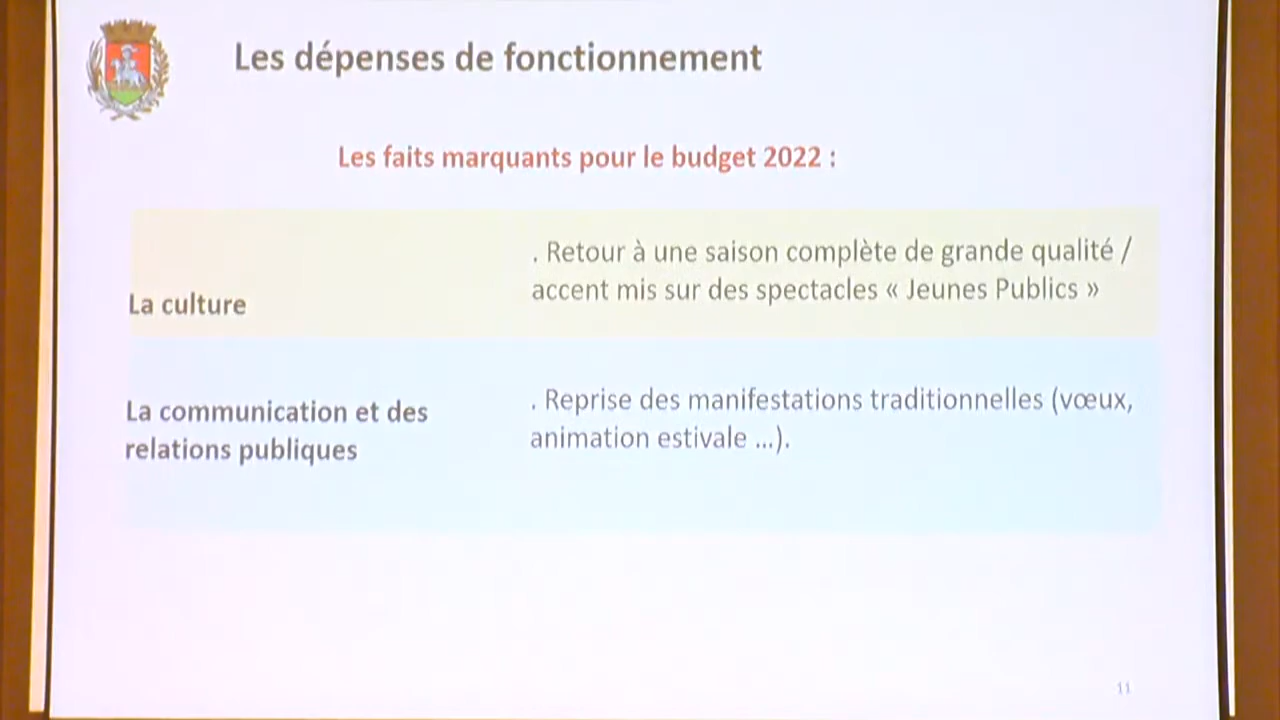 Les dépenses de fonctionnement
Les faits marquants pour le budget 2022 :
. Retour à une saison complète de grande qualité /
accent mis sur des spectacles « Jeunes Publics »
La culture
La communication et des
relations publiques
. Reprise des manifestations traditionnelles (vœux,
animation estivale ...).
11